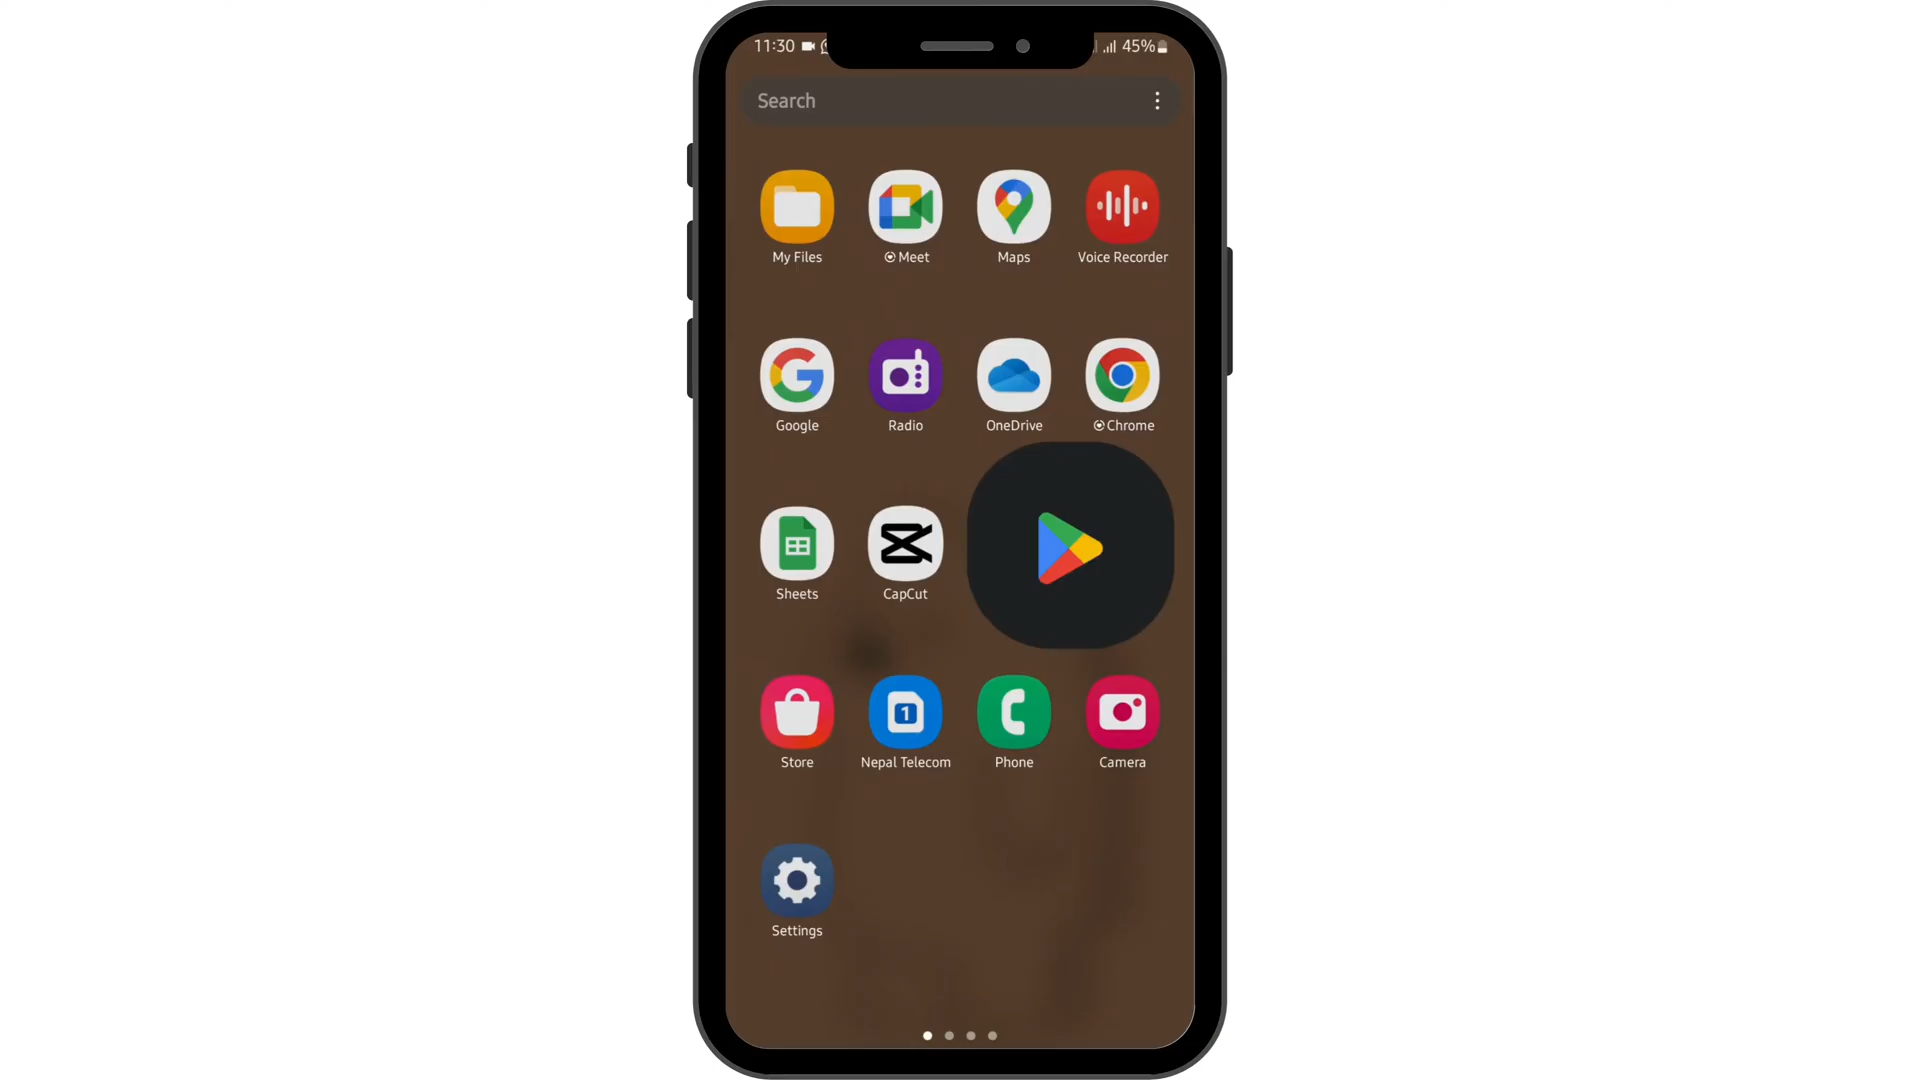 11:30 45%
Search
My Files Meet Maps Voice Recorder
Google Radio OneDrive Chrome
Sheets CapCut
1
Store Nepal Telecom Phone Camera
Settings